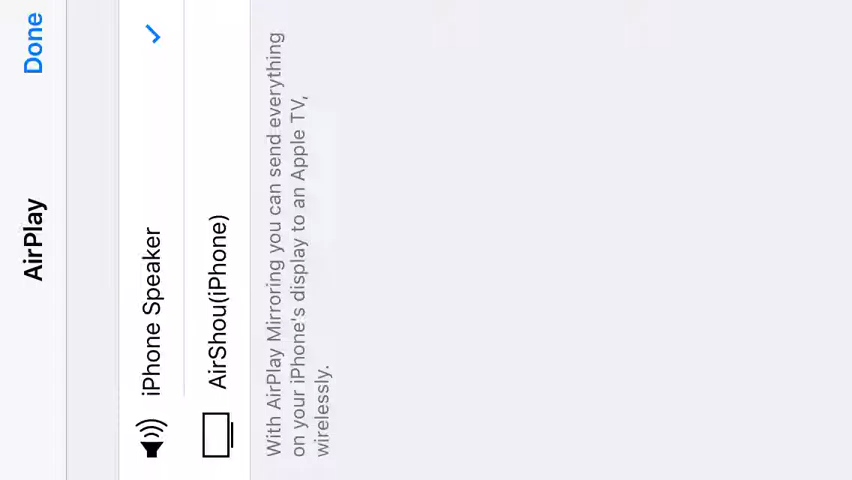 AirPlay
Done
iPhone Speaker
AirShou(iPhone)
With AirPlay Mirroring you can send everything
on your iPhone's display to an Apple TV,
wirelessly.